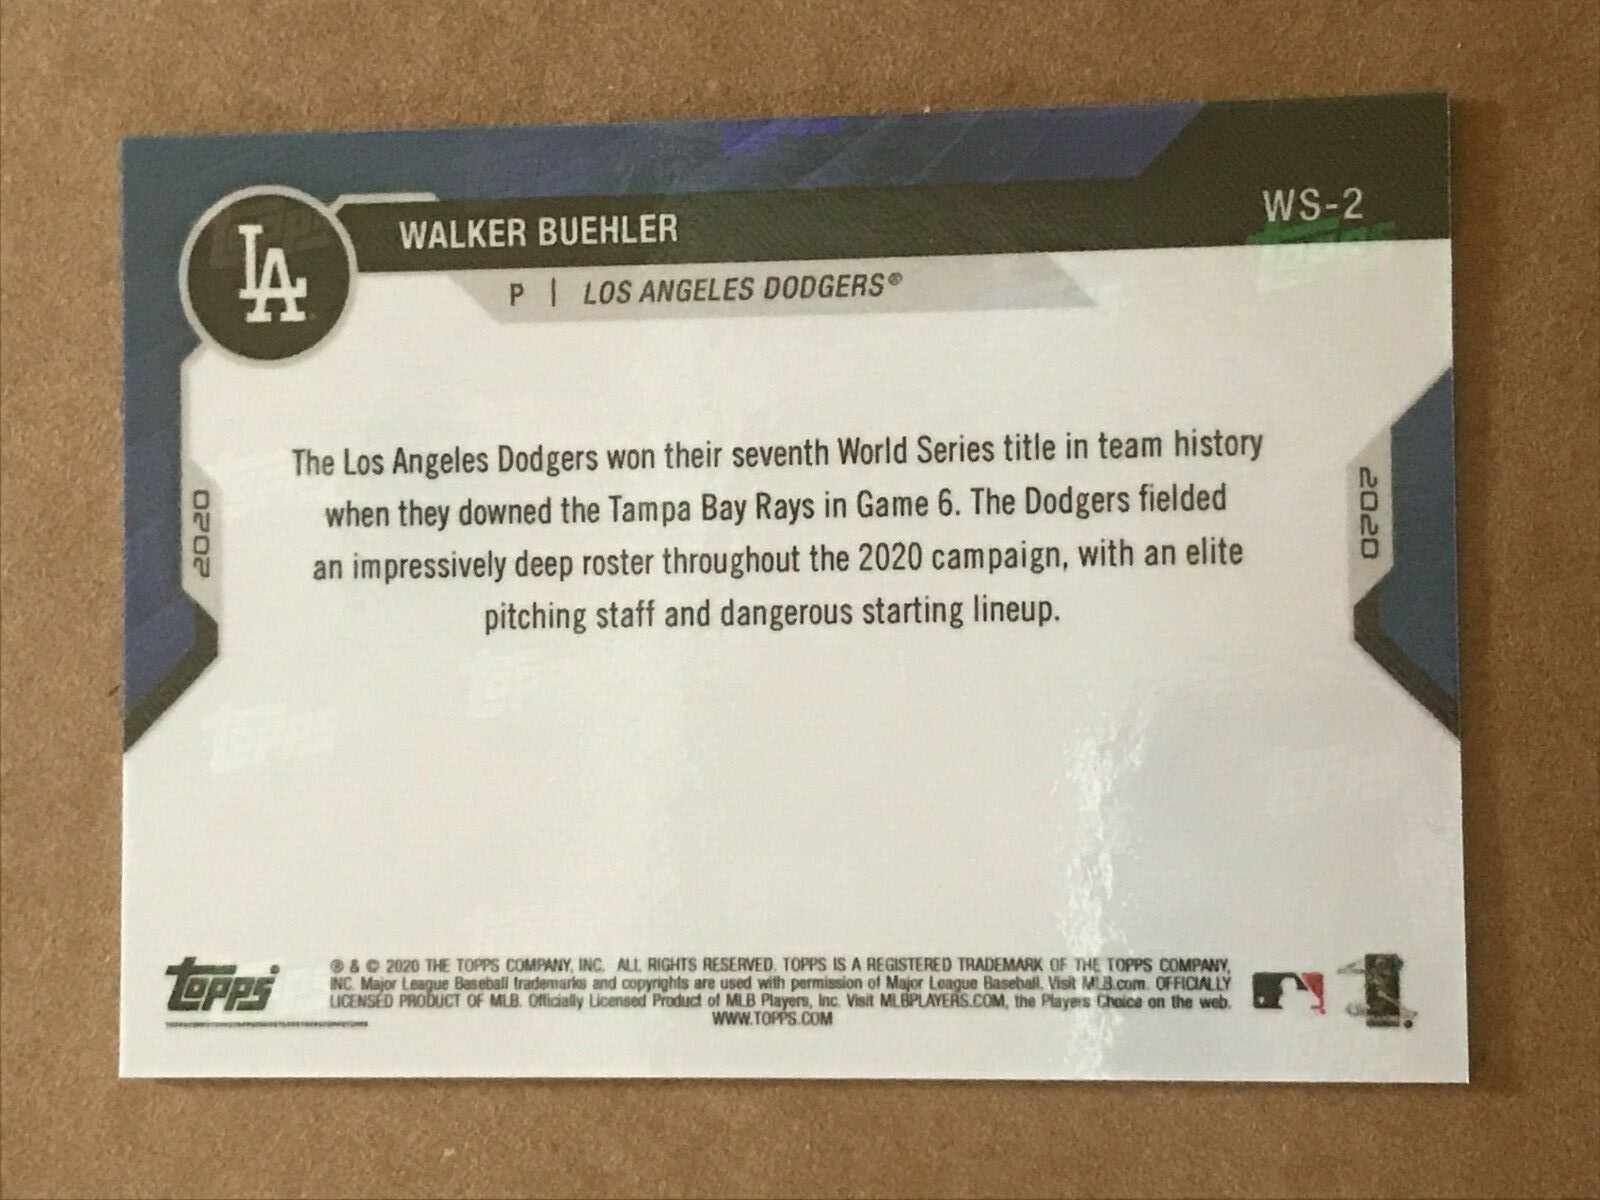 LA
WALKER BUEHLER
WS-2
P | LOS ANGELES DODGERS®
The Los Angeles Dodgers won their seventh World Series title in team history
when they downed the Tampa Bay Rays in Game 6. The Dodgers fielded
an impressively deep roster throughout the 2020 campaign, with an elite
pitching staff and dangerous starting lineup.
2020
2020
Topps
® & © 2020 THE TOPPS COMPANY, INC. ALL RIGHTS RESERVED. TOPPS IS A REGISTERED TRADEMARK OF THE TOPPS COMPANY,
INC. Major League Baseball trademarks and copyrights are used with permission of Major League Baseball. Visit MLB.com. OFFICIALLY
LICENSED PRODUCT OF MLB. Officially Licensed Product of MLB Players, Inc. Visit MLBPLAYERS.COM, the Players Choice on the web.
WWW.TOPPS.COM